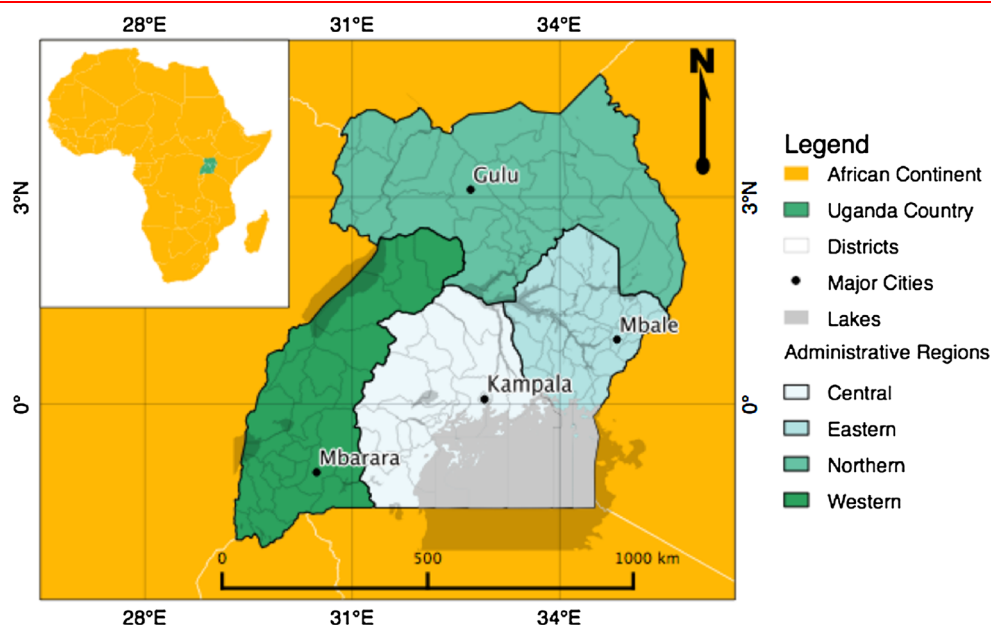 28°E 31°E 34°E
N
Gulu
3°N
3°N
Mbale
Kampala
0°
0°
Mbarara
0 500 1000 km
28°E 31°E 34°E
Legend
African Continent
Uganda Country
Districts
Major Cities
Lakes
Administrative Regions
Central
Eastern
Northern
Western